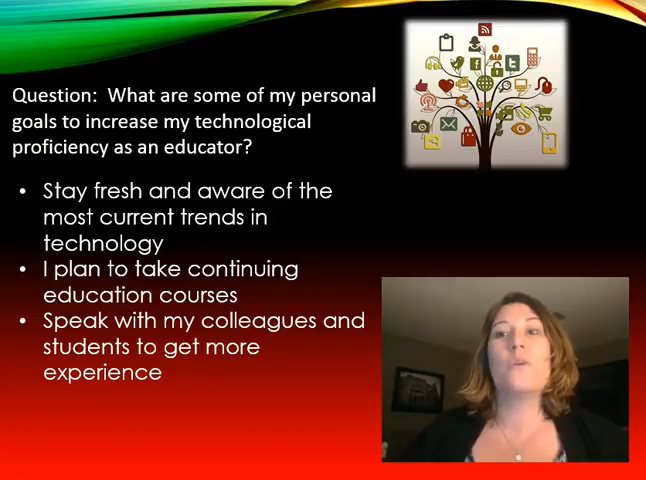 Question:  What are some of my personal
goals to increase my technological
proficiency as an educator?
• Stay fresh and aware of the
most current trends in
technology
• I plan to take continuing
education courses
• Speak with my colleagues and
students to get more
experience